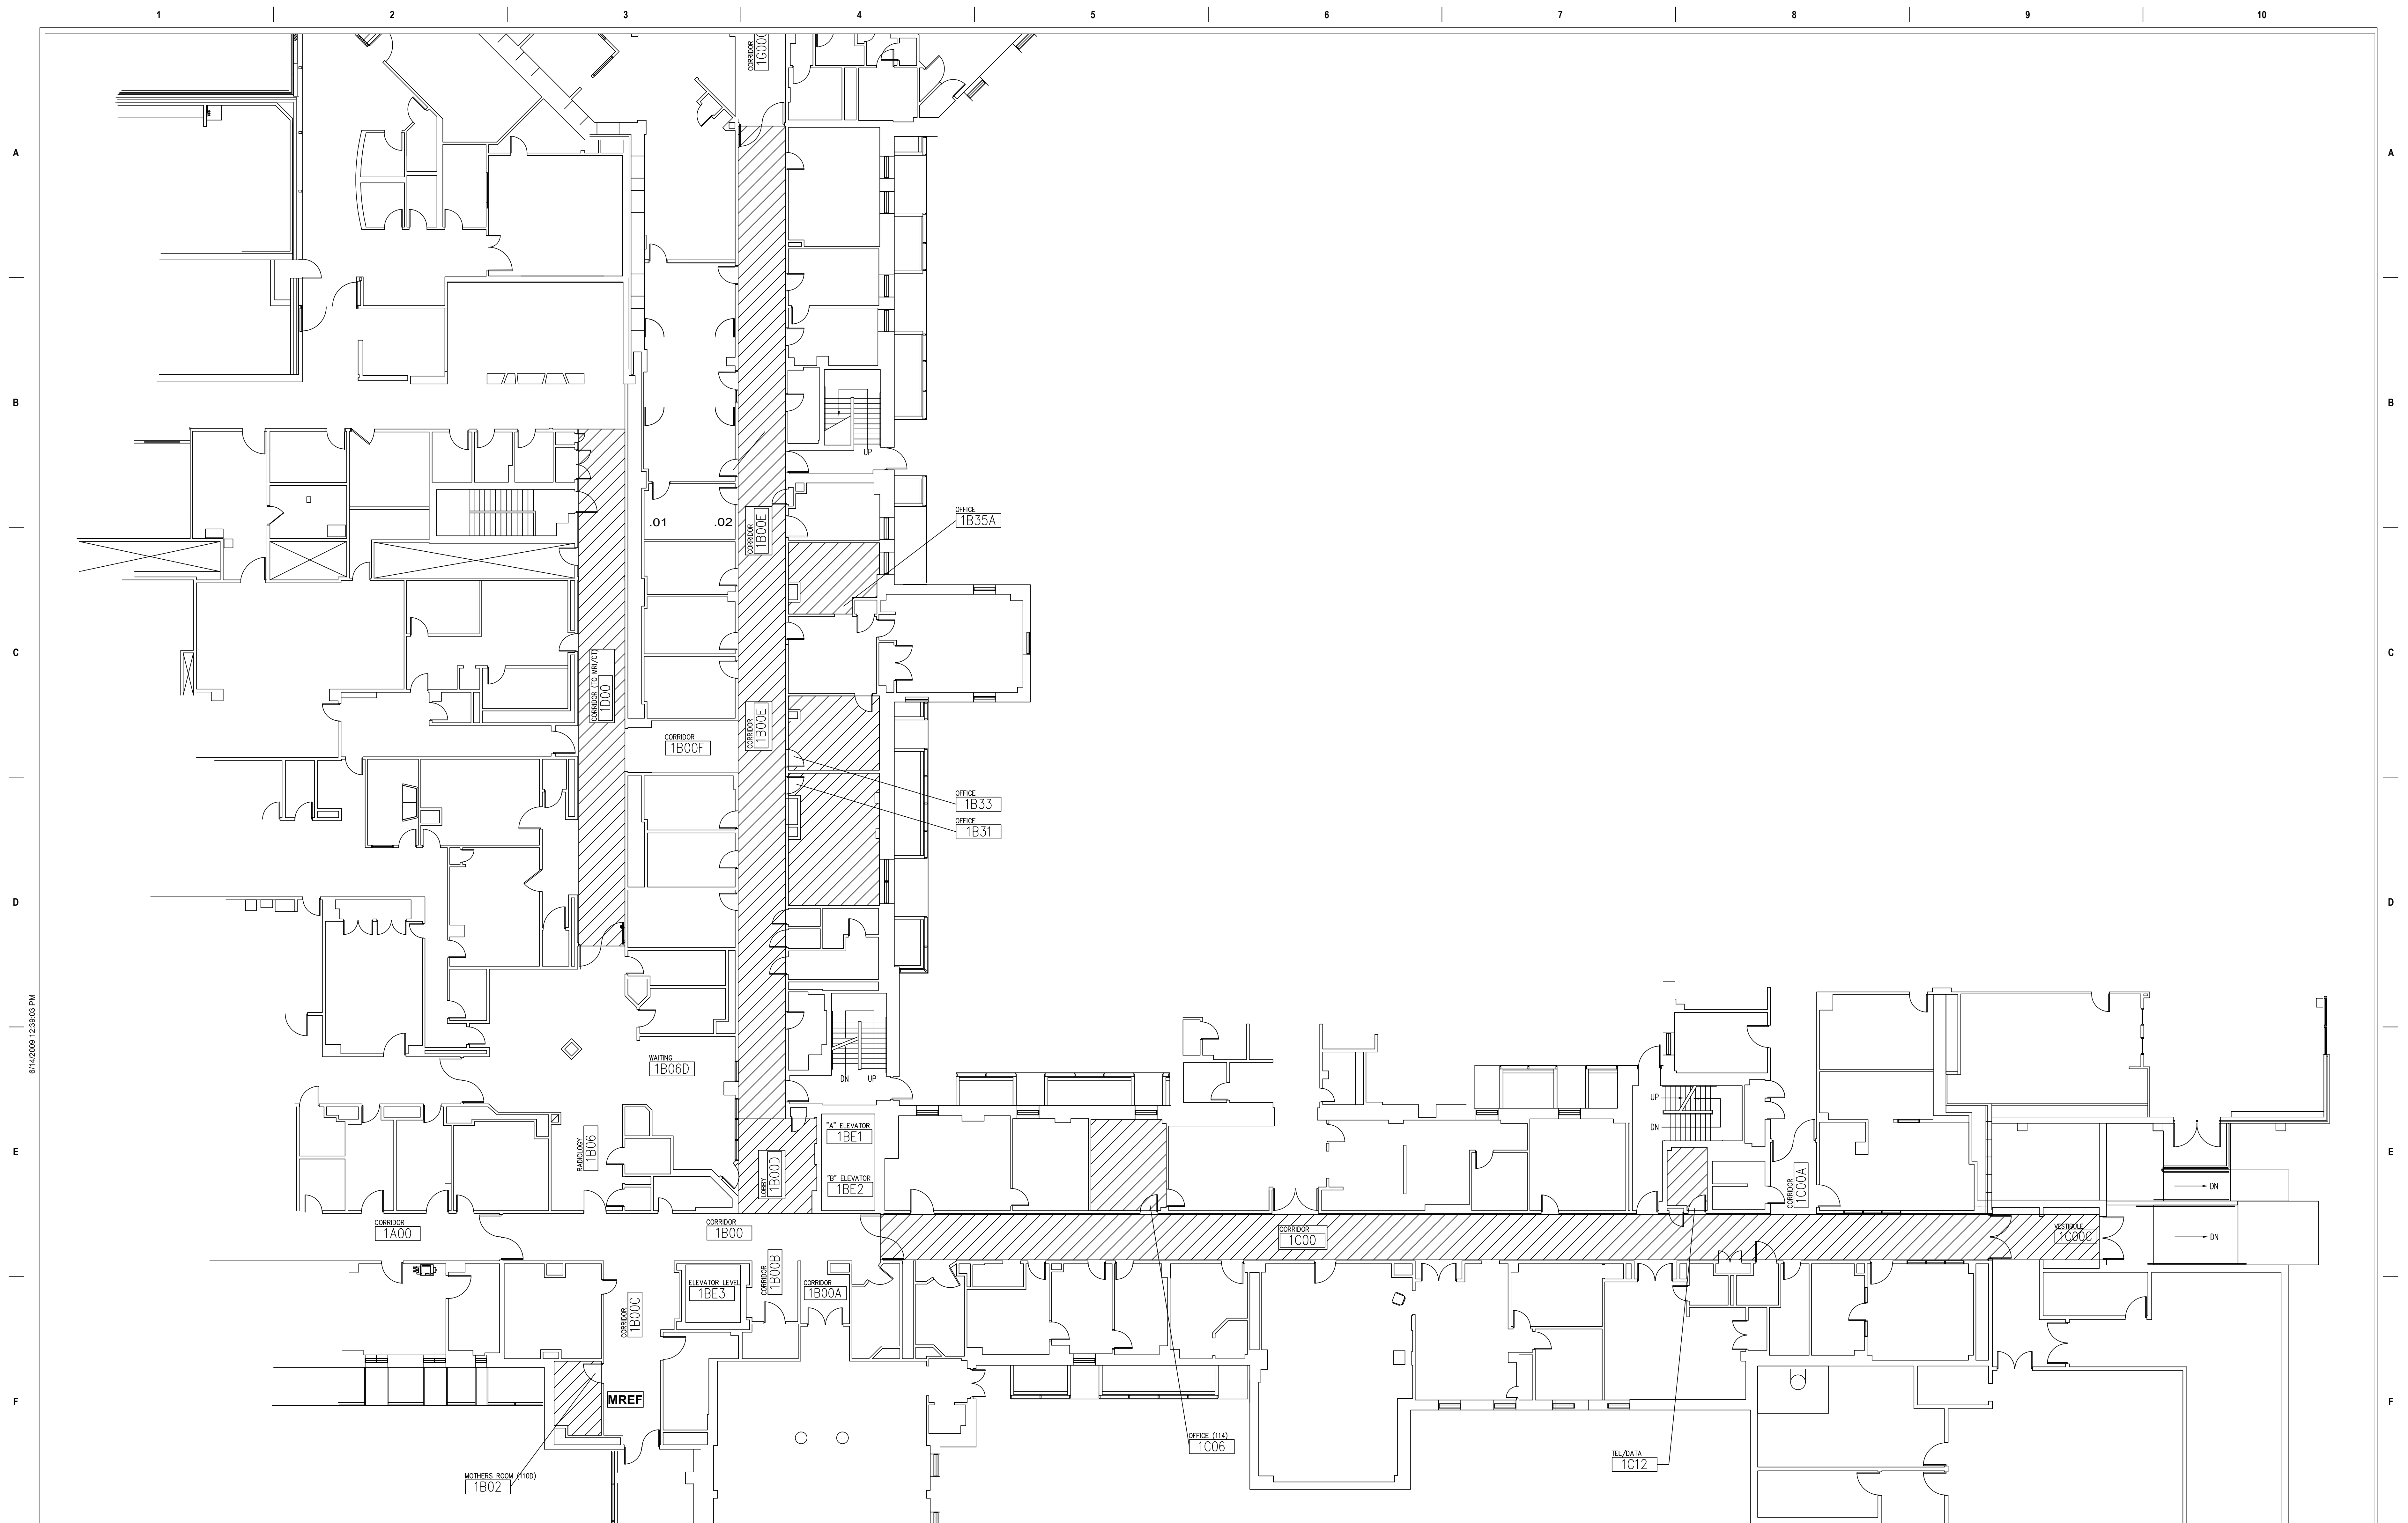 1 2 3 4 5 6 7 8 9 10
CORRIDOR
A A
B B
UP
.01 .02
CORRIDOR
1B00E
OFFICE
1B35A
C C
CORRIDOR (TO MRI/CT)
1D00
CORRIDOR
1B00E
CORRIDOR
1B00F
OFFICE
1B33
OFFICE
1B31
D D
6/14/2009 12:39:03 PM
WAITING
1B06D
DN UP
UP
DN
"A" ELEVATOR
1BE1
E E
RADIOLOGY
1B06
LOBBY
1B00D
"B" ELEVATOR
1BE2
CORRIDOR
1C00A
DN
CORRIDOR
1A00
CORRIDOR
1B00
CORRIDOR
1C00
VESTIBULE
1C00C
DN
CORRIDOR
1B00C
ELEVATOR LEVEL
1BE3
CORRIDOR
1B00B
CORRIDOR
1B00A
MREF
F F
OFFICE (114)
1C06
TEL/DATA
1C12
MOTHERS ROOM (110D)
1B02